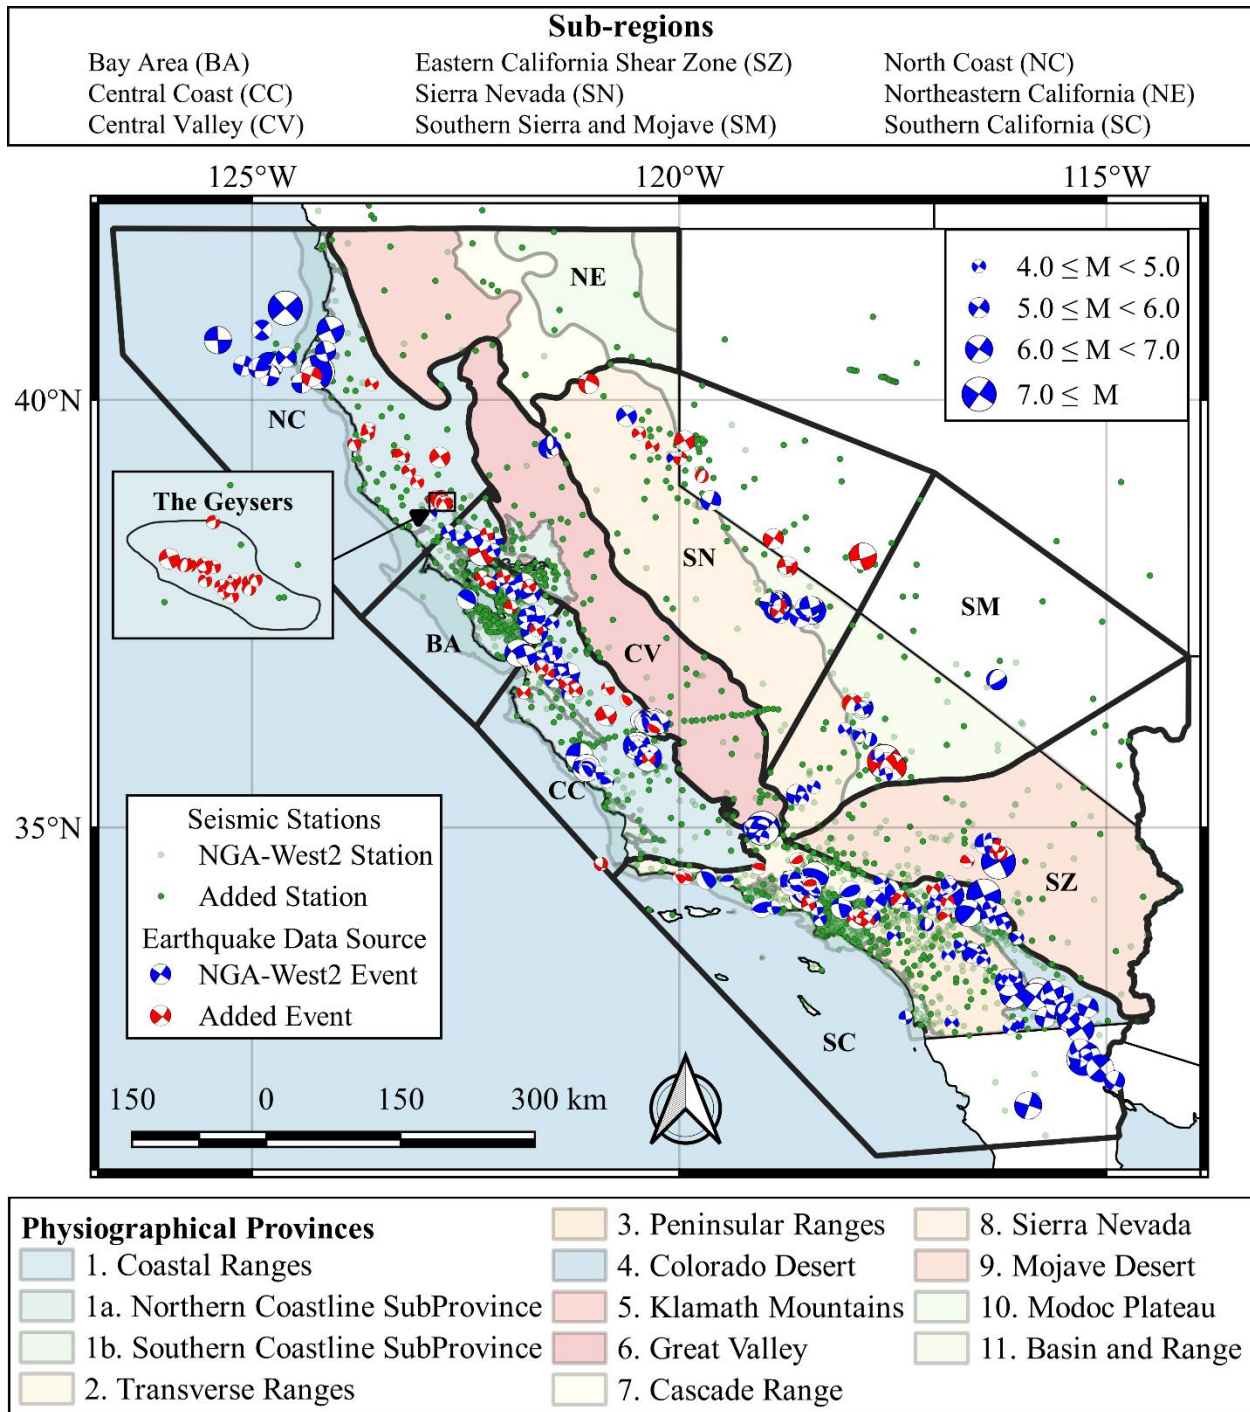 Sub-regions
Bay Area (BA) Eastern California Shear Zone (SZ) North Coast (NC)
Central Coast (CC) Sierra Nevada (SN) Northeastern California (NE)
Central Valley (CV) Southern Sierra and Mojave (SM) Southern California (SC)
125°W 120°W 115°W
NE
4.0 ≤ M < 5.0
5.0 ≤ M < 6.0
6.0 ≤ M < 7.0
7.0 ≤ M
40°N
NC
The Geysers
SN
SM
BA
CV
CC
35°N
Seismic Stations
NGA-West2 Station
Added Station
Earthquake Data Source
NGA-West2 Event
Added Event
SZ
SC
150 0 150 300 km
Physiographical Provinces
1. Coastal Ranges
1a. Northern Coastline SubProvince
1b. Southern Coastline SubProvince
2. Transverse Ranges
3. Peninsular Ranges
4. Colorado Desert
5. Klamath Mountains
6. Great Valley
7. Cascade Range
8. Sierra Nevada
9. Mojave Desert
10. Modoc Plateau
11. Basin and Range